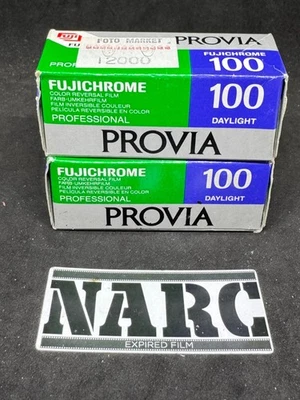 FUJI
FOTO MARKET
12000
PRO
FUJICHROME
100
FUJICHROME
COLOR REVERSAL FILM
FARB-UMKEHRFILM
FILM INVERSIBLE COULEUR
PELICULA REVERSIBLE EN COLOR
PROFESSIONAL
100
DAYLIGHT
PROVIA
FUJICHROME
COLOR REVERSAL FILM
FARB-UMKEHRFILM
FILM INVERSIBLE COULEUR
PELICULA REVERSIBLE EN COLOR
PROFESSIONAL
100
DAYLIGHT
PROVIA
NARC
EXPIRED FILM